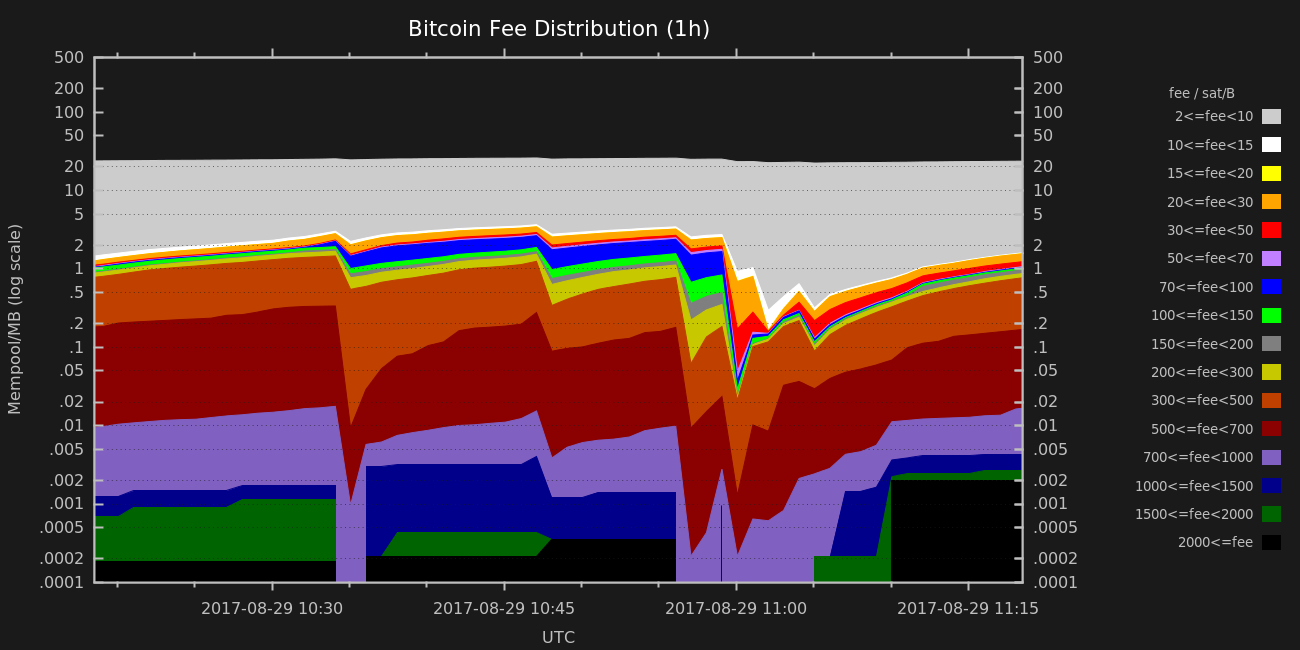 Bitcoin Fee Distribution (1h)
500
200
100
50
20
10
5
2
1
.5
.2
.1
.05
.02
.01
.005
.002
.001
.0005
.0002
.0001
Mempool/MB (log scale)
500
200
100
50
20
10
5
2
1
.5
.2
.1
.05
.02
.01
.005
.002
.001
.0005
.0002
.0001
2017-08-29 10:30 2017-08-29 10:45 2017-08-29 11:00 2017-08-29 11:15
UTC
fee / sat/B
2<=fee<10
10<=fee<15
15<=fee<20
20<=fee<30
30<=fee<50
50<=fee<70
70<=fee<100
100<=fee<150
150<=fee<200
200<=fee<300
300<=fee<500
500<=fee<700
700<=fee<1000
1000<=fee<1500
1500<=fee<2000
2000<=fee